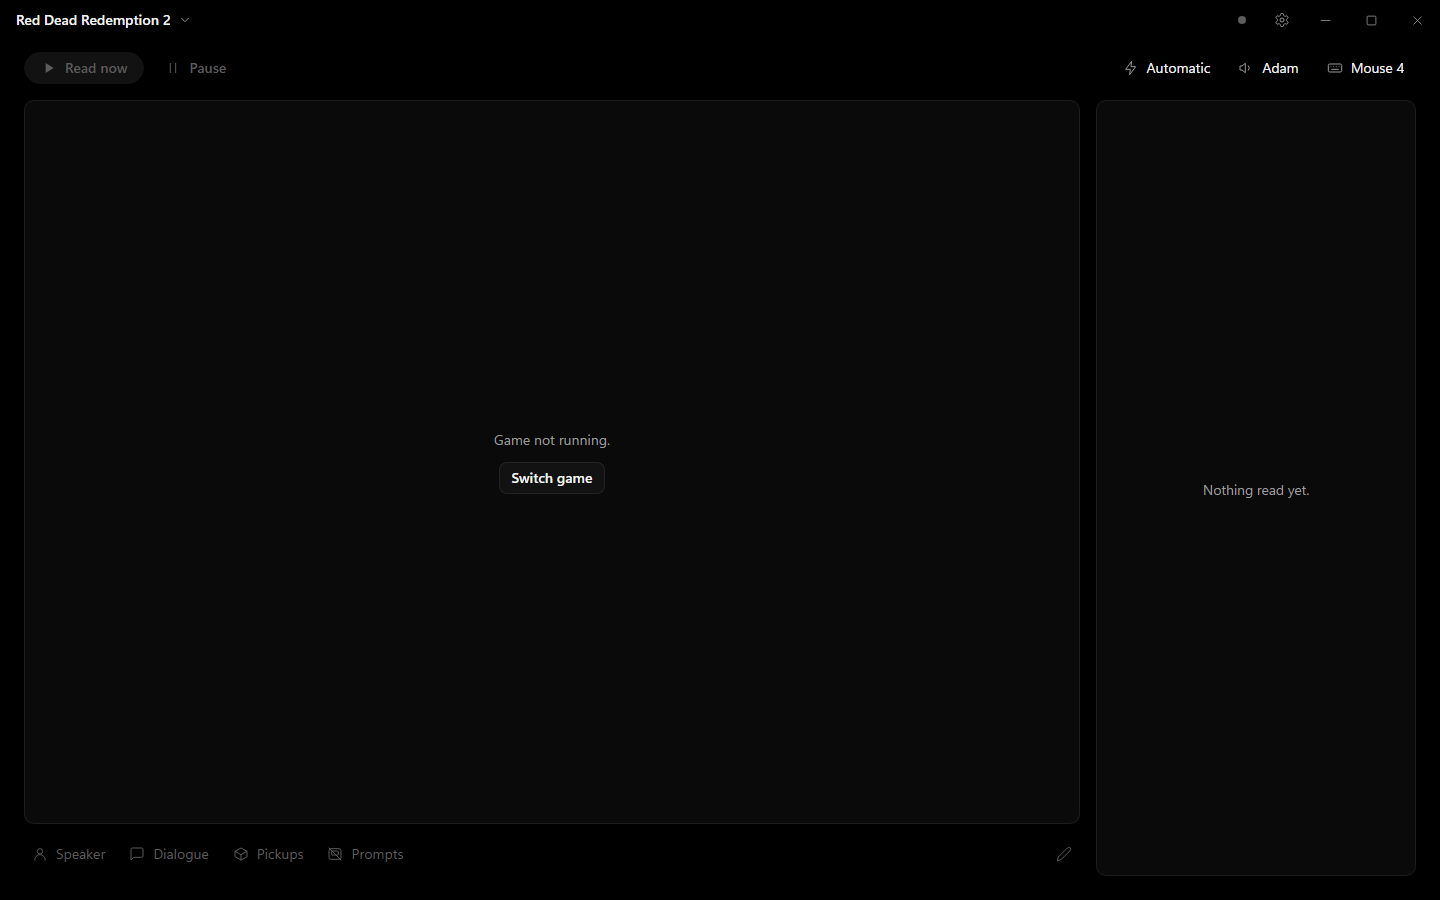 Red Dead Redemption 2
Read now
Pause
Automatic
Adam
Mouse 4
Game not running.
Switch game
Nothing read yet.
Speaker
Dialogue
Pickups
Prompts